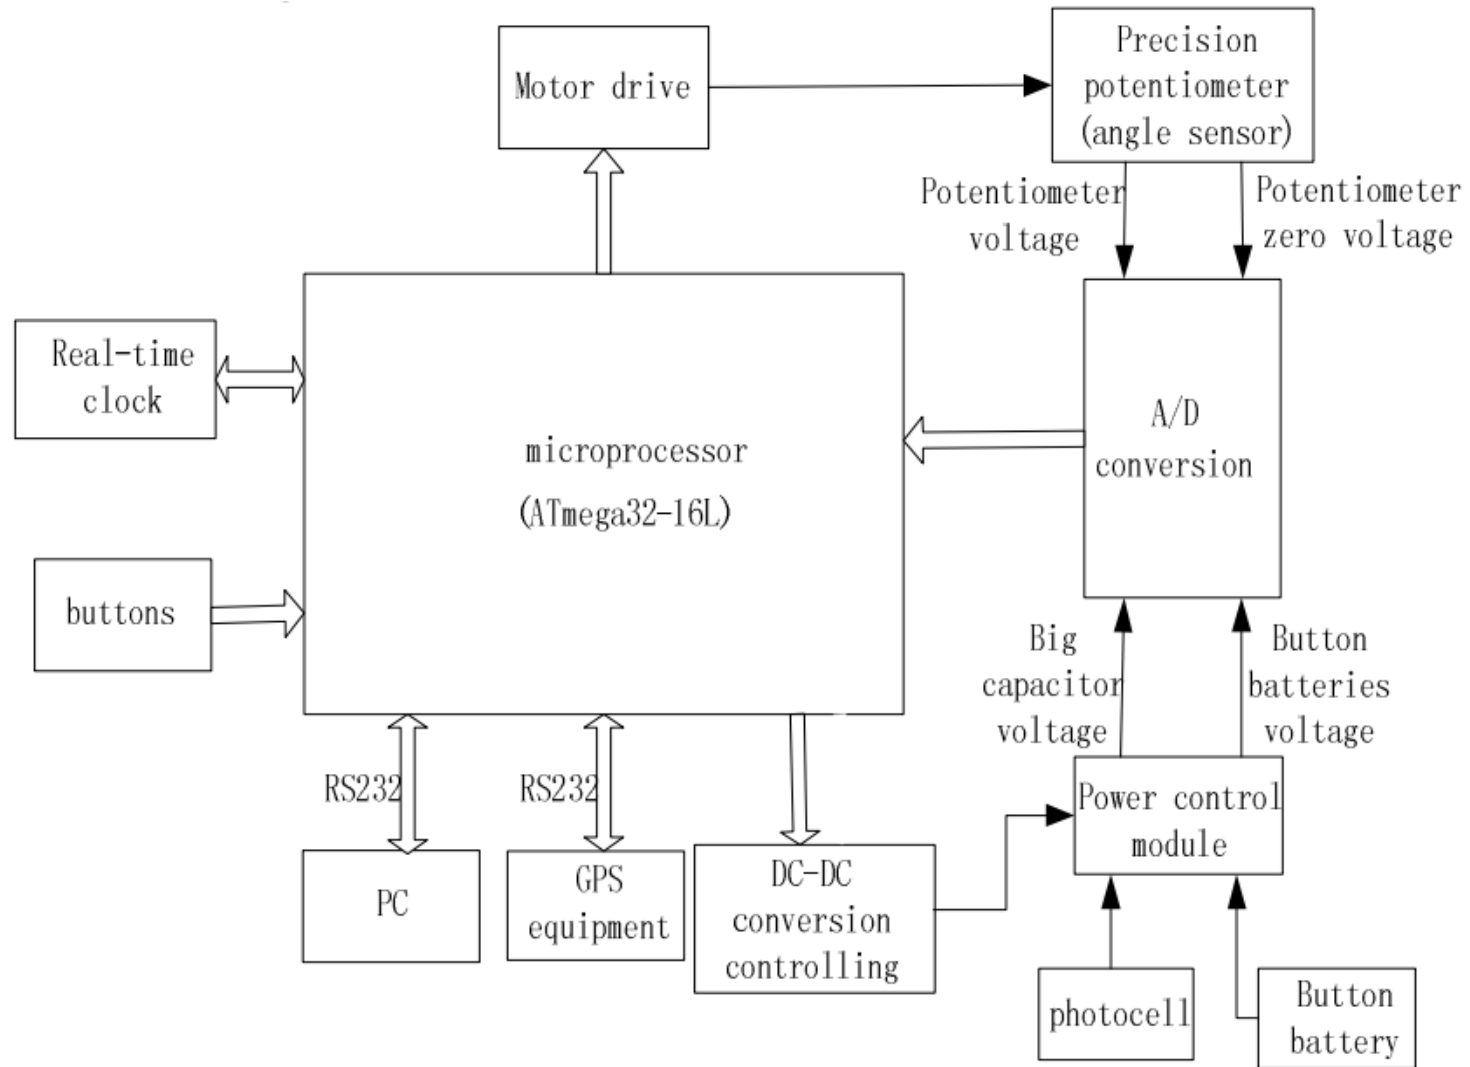 Motor drive
Precision
potentiometer
(angle sensor)
Potentiometer
voltage
Potentiometer
zero voltage
Real-time
clock
microprocessor
(ATmega32-16L)
A/D
conversion
buttons
Big
capacitor
voltage
Button
batteries
voltage
RS232
RS232
PC
GPS
equipment
DC-DC
conversion
controlling
Power control
module
photocell
Button
battery